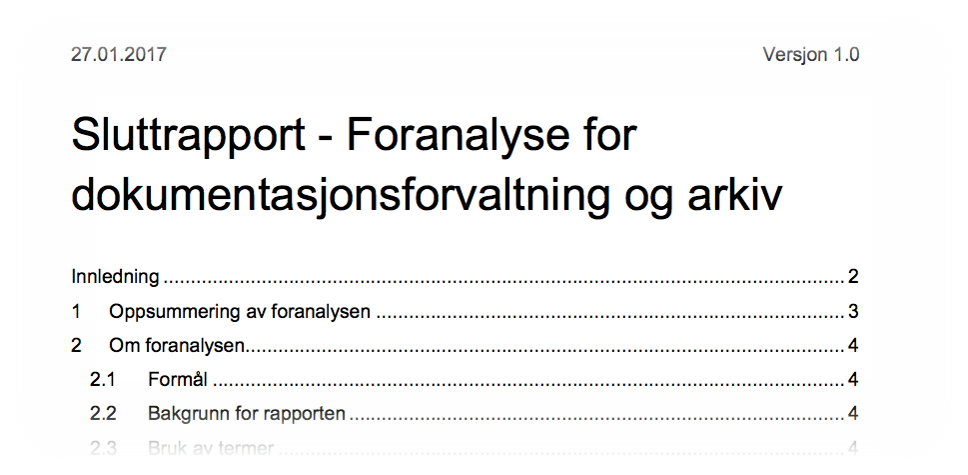 27.01.2017 Versjon 1.0
Sluttrapport - Foranalyse for
dokumentasjonsforvaltning og arkiv
Innledning 2
1 Oppsummering av foranalysen 3
2 Om foranalysen 4
2.1 Formål 4
2.2 Bakgrunn for rapporten 4
2.3 Bruk av termer 4